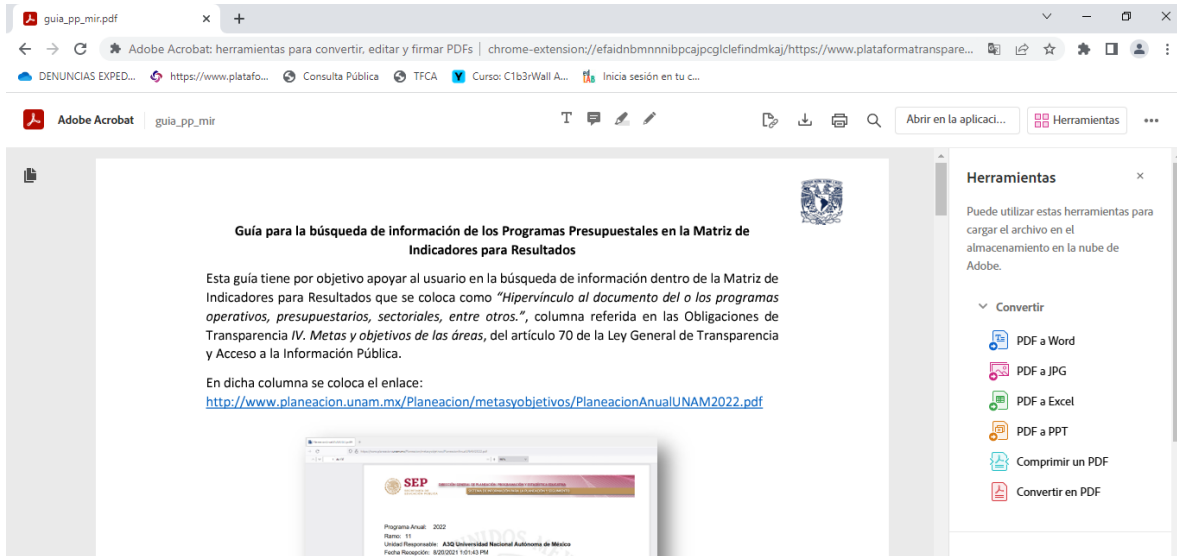 guia_pp_mir.pdf
Adobe Acrobat: herramientas para convertir, editar y firmar PDFs | chrome-extension://efaidnbmnnnibpcajpcglclefindmkaj/https://www.plataformatranspare...
DENUNCIAS EXPED... https://www.platafo... Consulta Pública TFCA Curso: C1b3rWall A... Inicia sesión en tu c...
Adobe Acrobat guia_pp_mir Abrir en la aplicaci... Herramientas
Guía para la búsqueda de información de los Programas Presupuestales en la Matriz de
Indicadores para Resultados
Esta guía tiene por objetivo apoyar al usuario en la búsqueda de información dentro de la Matriz de
Indicadores para Resultados que se coloca como "Hipervínculo al documento del o los programas
operativos, presupuestarios, sectoriales, entre otros.", columna referida en las Obligaciones de
Transparencia IV. Metas y objetivos de las áreas, del artículo 70 de la Ley General de Transparencia
y Acceso a la Información Pública.
En dicha columna se coloca el enlace:
http://www.planeacion.unam.mx/Planeacion/metasyobjetivos/PlaneacionAnualUNAM2022.pdf
SEP
Programa Anual: 2022
Ramo: 11
Unidad Responsable: A3Q Universidad Nacional Autónoma de México
Fecha Recepción: 8/20/2021 1:01:43 PM
Herramientas
Puede utilizar estas herramientas para
cargar el archivo en el
almacenamiento en la nube de
Adobe.
Convertir
PDF a Word
PDF a JPG
PDF a Excel
PDF a PPT
Comprimir un PDF
Convertir en PDF